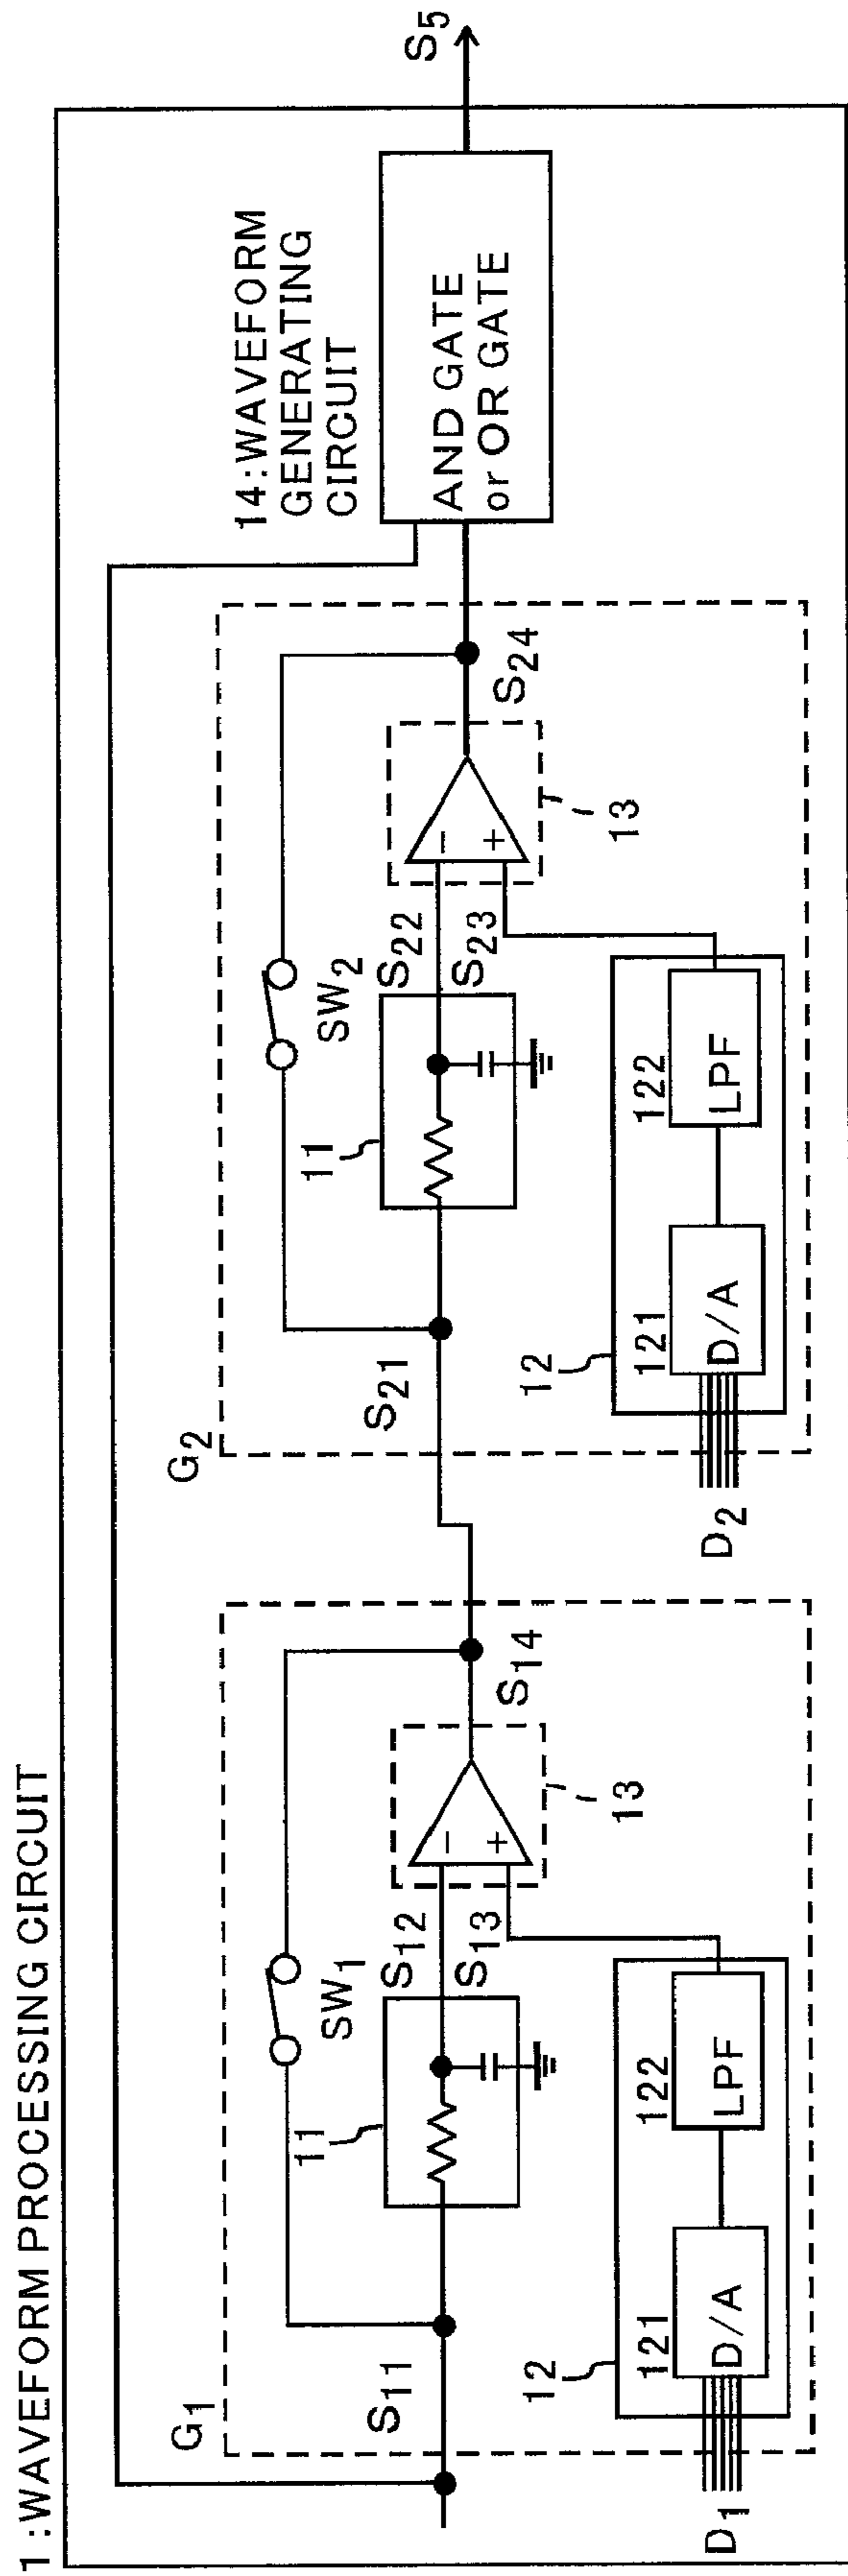 1:WAVEFORM PROCESSING CIRCUIT
G1
S11
11
S12
S13
SW1
13
S14
12
121
D/A
122
LPF
D1
G2
S21
11
S22
S23
SW2
13
S24
12
121
D/A
122
LPF
D2
14:WAVEFORM
GENERATING
CIRCUIT
AND GATE
or OR GATE
S5
−
+
−
+